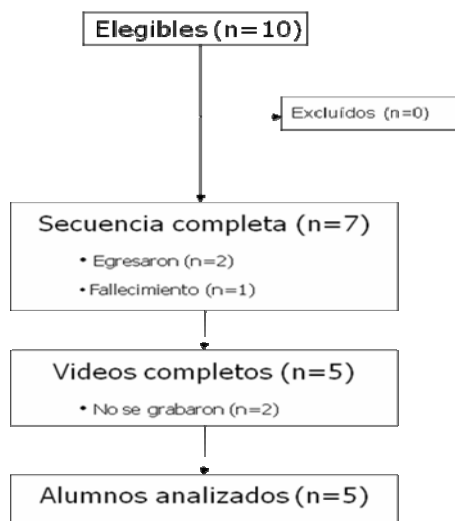 Elegibles (n=10)
Excluídos (n=0)
Secuencia completa (n=7)
• Egresaron (n=2)
• Fallecimiento (n=1)
Videos completos (n=5)
• No se grabaron (n=2)
Alumnos analizados (n=5)